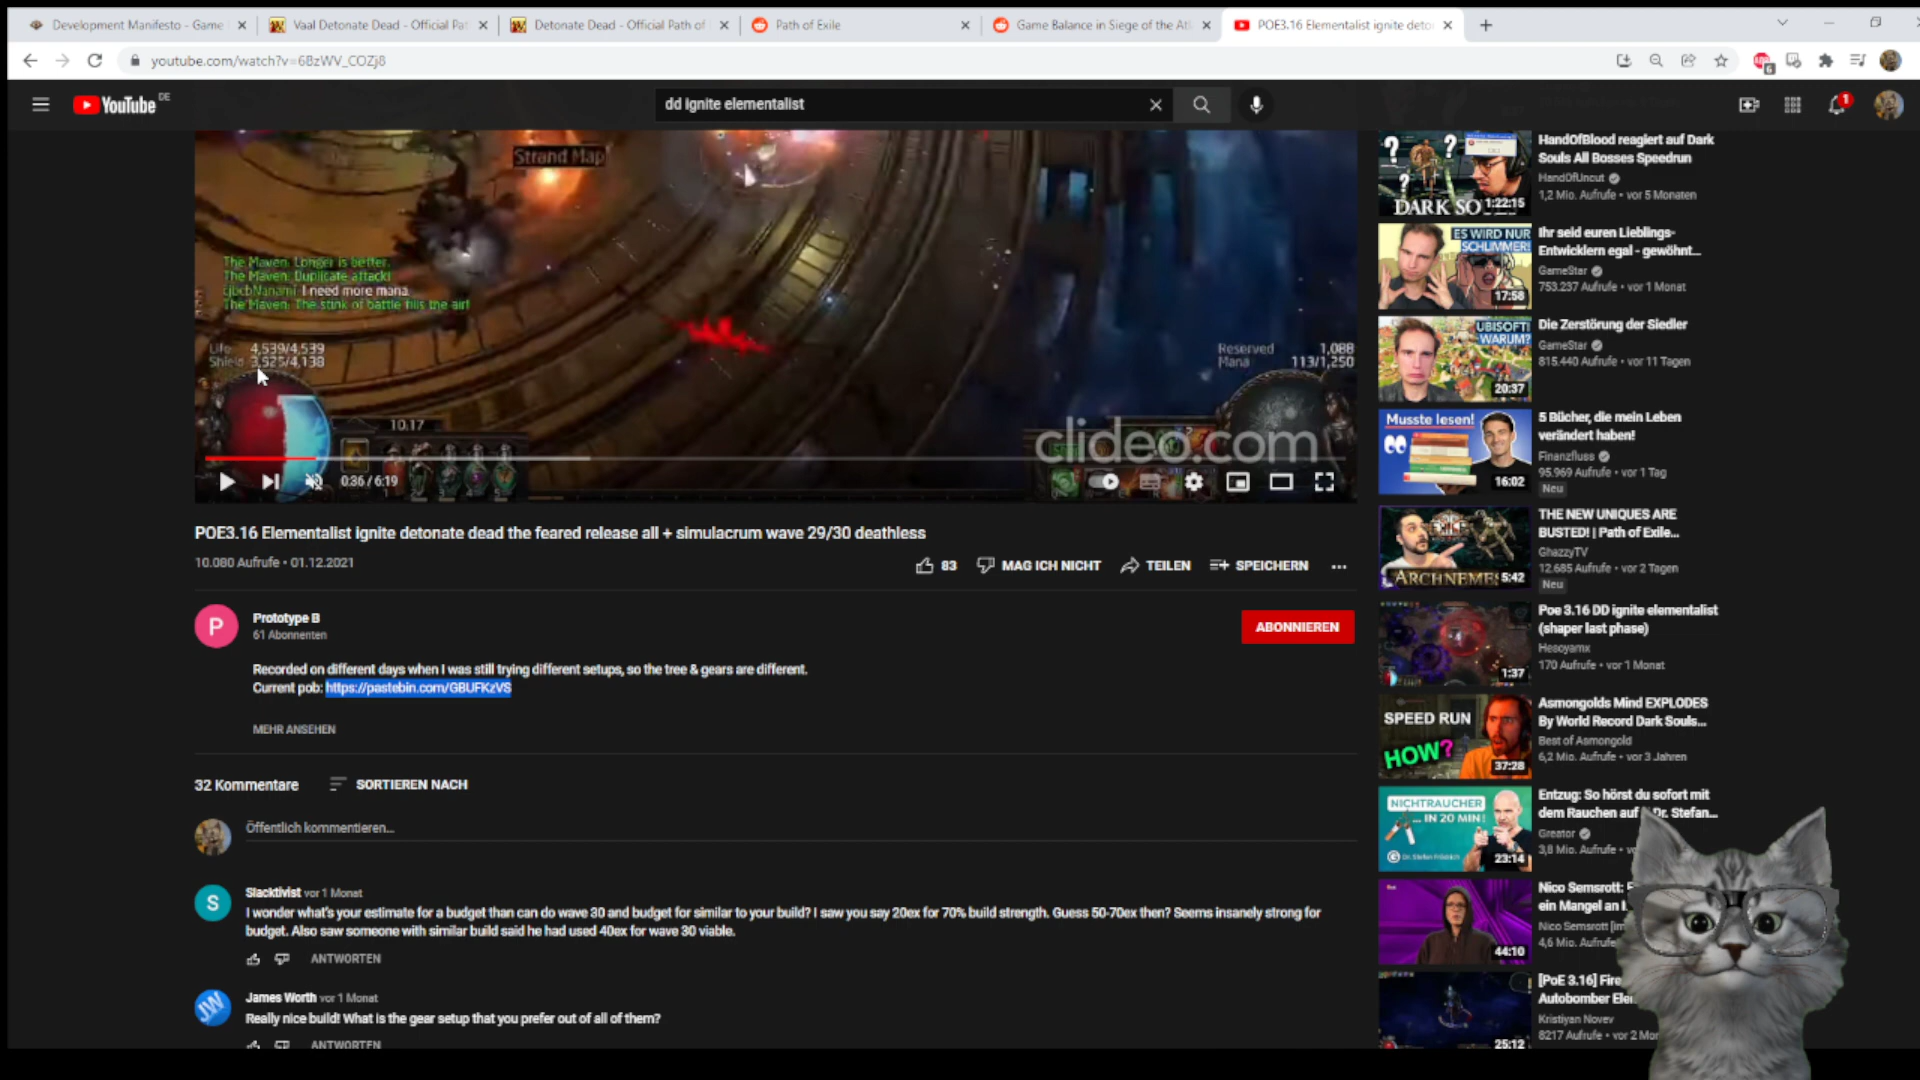 Development Manifesto - Game
Vaal Detonate Dead - Official Pat
Detonate Dead - Official Path of
Path of Exile
Game Balance in Siege of the Atl
POE3.16 Elementalist ignite deto
youtube.com/watch?v=6BzWV_COZj8
6
YouTube DE
dd ignite elementalist
1
Strand Map
The Maven: Longer is better.
The Maven: Duplicate attack!
I need more mana.
The Maven: The stink of battle fills the air!
Life 4,539/4,539
Shield 3,525/4,138
Reserved 1,088
Mana 113/1,250
10.17
clideo.com
0:36 / 6:19
POE3.16 Elementalist ignite detonate dead the feared release all + simulacrum wave 29/30 deathless
10.080 Aufrufe • 01.12.2021
83
MAG ICH NICHT
TEILEN
SPEICHERN
P
Prototype B
61 Abonnenten
ABONNIEREN
Recorded on different days when I was still trying different setups, so the tree & gears are different.
Current pob: https://pastebin.com/GBUFKzVS
MEHR ANSEHEN
32 Kommentare
SORTIEREN NACH
Öffentlich kommentieren...
S
Slacktivist vor 1 Monat
I wonder what's your estimate for a budget than can do wave 30 and budget for similar to your build? I saw you say 20ex for 70% build strength. Guess 50-70ex then? Seems insanely strong for
budget. Also saw someone with similar build said he had used 40ex for wave 30 viable.
ANTWORTEN
JW
James Worth vor 1 Monat
Really nice build! What is the gear setup that you prefer out of all of them?
ANTWORTEN
DARK SO
1:22:15
HandOfBlood reagiert auf Dark
Souls All Bosses Speedrun
HandOfUncut
1,2 Mio. Aufrufe • vor 5 Monaten
ES WIRD NUR
SCHLIMMER!
17:58
Ihr seid euren Lieblings-
Entwicklern egal - gewöhnt...
GameStar
753.237 Aufrufe • vor 1 Monat
UBISOFT!
WARUM?
20:37
Die Zerstörung der Siedler
GameStar
815.440 Aufrufe • vor 11 Tagen
Musste lesen!
16:02
5 Bücher, die mein Leben
verändert haben!
Finanzfluss
95.969 Aufrufe • vor 1 Tag
Neu
ARCHNEMES
5:42
THE NEW UNIQUES ARE
BUSTED! | Path of Exile...
GhazzyTV
12.685 Aufrufe • vor 2 Tagen
Neu
1:37
Poe 3.16 DD ignite elementalist
(shaper last phase)
Hesoyamx
170 Aufrufe • vor 1 Monat
SPEED RUN
HOW?
37:28
Asmongolds Mind EXPLODES
By World Record Dark Souls...
Best of Asmongold
6,2 Mio. Aufrufe • vor 3 Jahren
NICHTRAUCHER
... IN 20 MIN!
23:14
Entzug: So hörst du sofort mit
dem Rauchen auf Dr. Stefan...
Greator
3,8 Mio. Aufrufe • v
44:10
Nico Semsrott:
ein Mangel an
Nico Semsrott
4,6 Mio. Aufrufe
25:12
[PoE 3.16] Fire
Autobomber Ele
Kristiyan Novev
8217 Aufrufe • vor 2 Mo